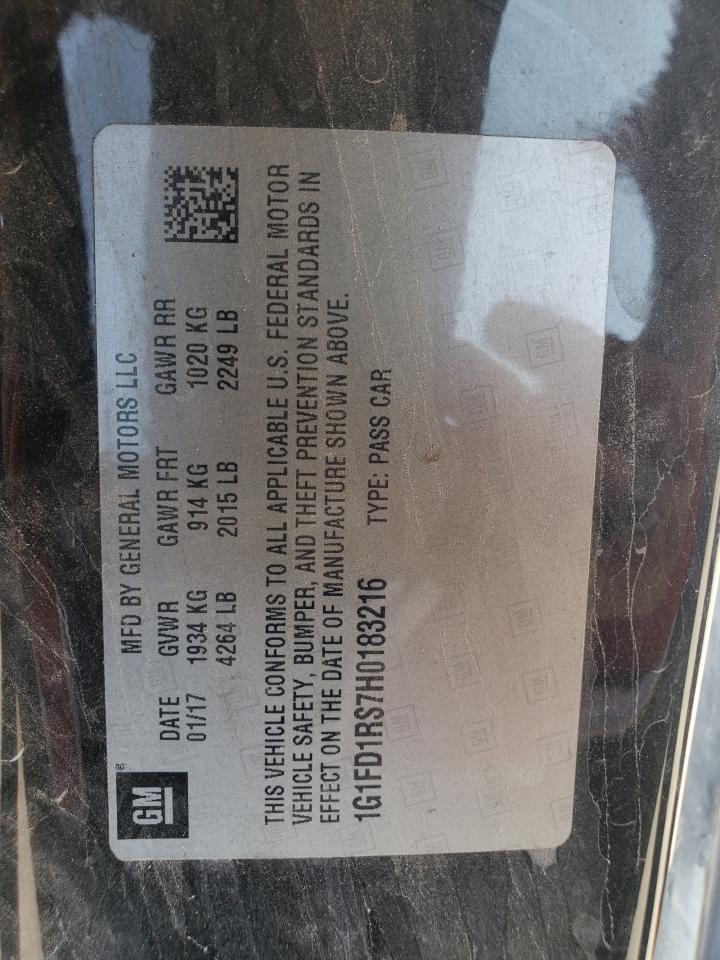 GM
®
MFD BY GENERAL MOTORS LLC
DATE GVWR GAWR FRT GAWR RR
01/17 1934 KG 914 KG 1020 KG
4264 LB 2015 LB 2249 LB
THIS VEHICLE CONFORMS TO ALL APPLICABLE U.S. FEDERAL MOTOR
VEHICLE SAFETY, BUMPER, AND THEFT PREVENTION STANDARDS IN
EFFECT ON THE DATE OF MANUFACTURE SHOWN ABOVE.
1G1FD1RS7H0183216 TYPE: PASS CAR